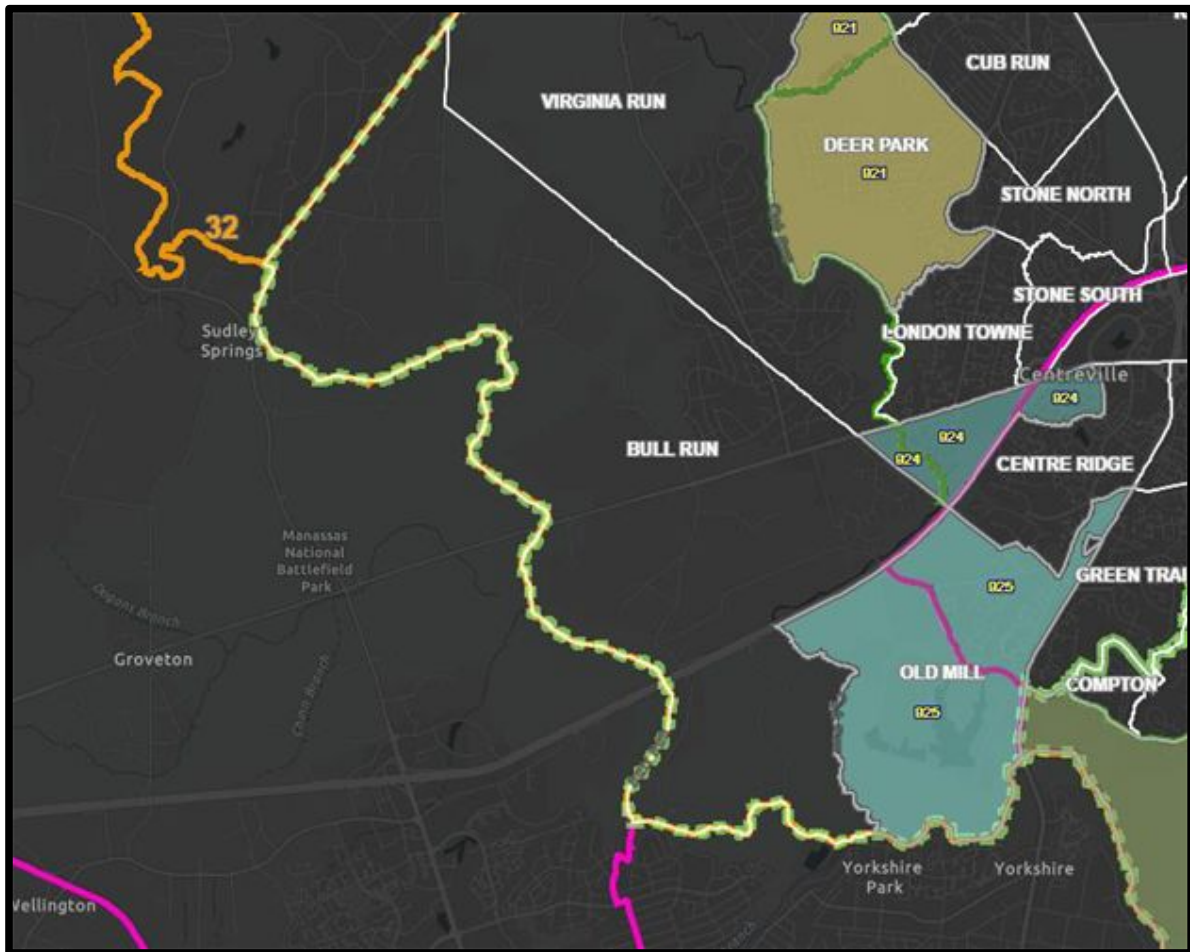 921
CUB RUN
VIRGINIA RUN
DEER PARK
921
STONE NORTH
32
STONE SOUTH
Sudley
Springs
LONDON TOWNE
Centreville
924
924
BULL RUN
924
CENTRE RIDGE
Manassas
National
Battlefield
Park
GREEN TRAI
925
Groveton
OLD MILL
COMPTON
925
Yorkshire
Park
Yorkshire
Wellington
Branch